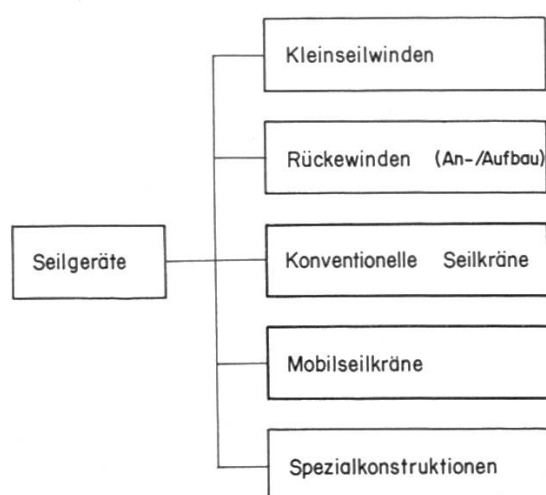 Kleinseilwinden
Rückewinden (An-/Aufbau)
Seilgeräte
Konventionelle Seilkräne
Mobilseilkräne
Spezialkonstruktionen